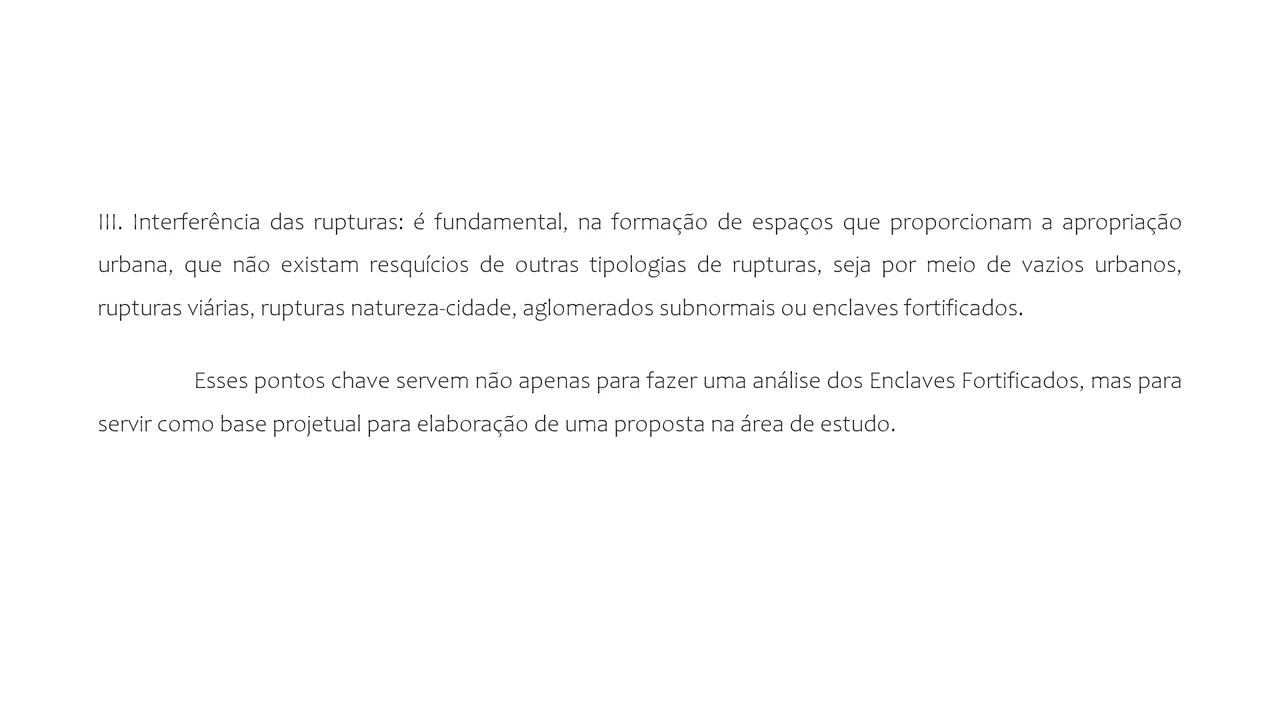 III. Interferência das rupturas: é fundamental, na formação de espaços que proporcionam a apropriação
urbana, que não existam resquícios de outras tipologias de rupturas, seja por meio de vazios urbanos,
rupturas viárias, rupturas natureza-cidade, aglomerados subnormais ou enclaves fortificados.
Esses pontos chave servem não apenas para fazer uma análise dos Enclaves Fortificados, mas para
servir como base projetual para elaboração de uma proposta na área de estudo.